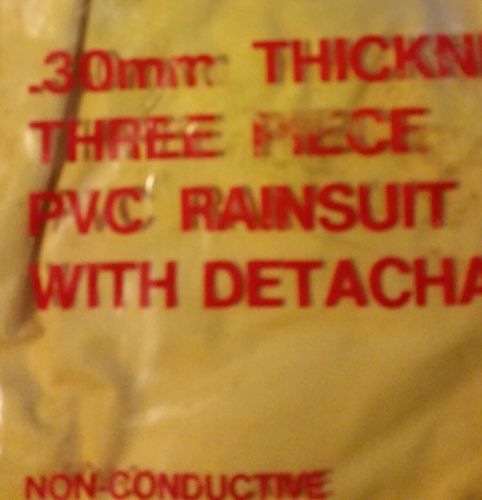 .30mm THICKN
THREE PIECE
PVC RAINSUIT
WITH DETACHA
NON-CONDUCTIVE